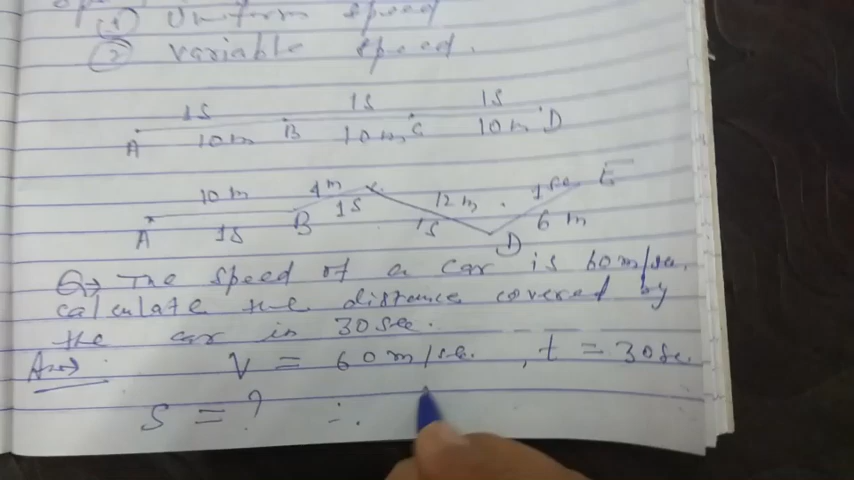 (1) Uniform speed
(2) variable speed.
1S 1S 1S
A 10m B 10m C 10m D
10m 4m 12m 1sec E
A 1S B 1S 1S D 6m
Q→ The speed of a car is 60m/sec.
calculate the distance covered by
the car in 30sec.
Ans→ V = 60m/sec. , t = 30sec.
S = ? ∴